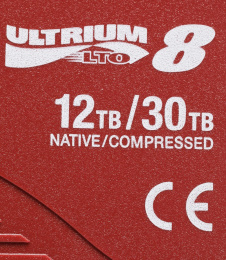 ULTRIUM 8
LTO
12TB/30TB
NATIVE/COMPRESSED
CE